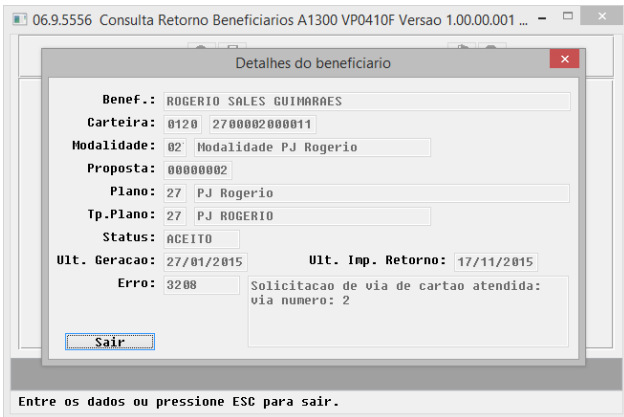 06.9.5556 Consulta Retorno Beneficiarios A1300 VP0410F Versao 1.00.00.001 ...
Detalhes do beneficiario
Benef.: ROGERIO SALES GUIMARAES
Carteira: 0120 2700002000011
Modalidade: 02 Modalidade PJ Rogerio
Proposta: 00000002
Plano: 27 PJ Rogerio
Tp.Plano: 27 PJ ROGERIO
Status: ACEITO
Ult. Geracao: 27/01/2015 Ult. Imp. Retorno: 17/11/2015
Erro: 3208 Solicitacao de via de cartao atendida:
via numero: 2
Sair
Entre os dados ou pressione ESC para sair.